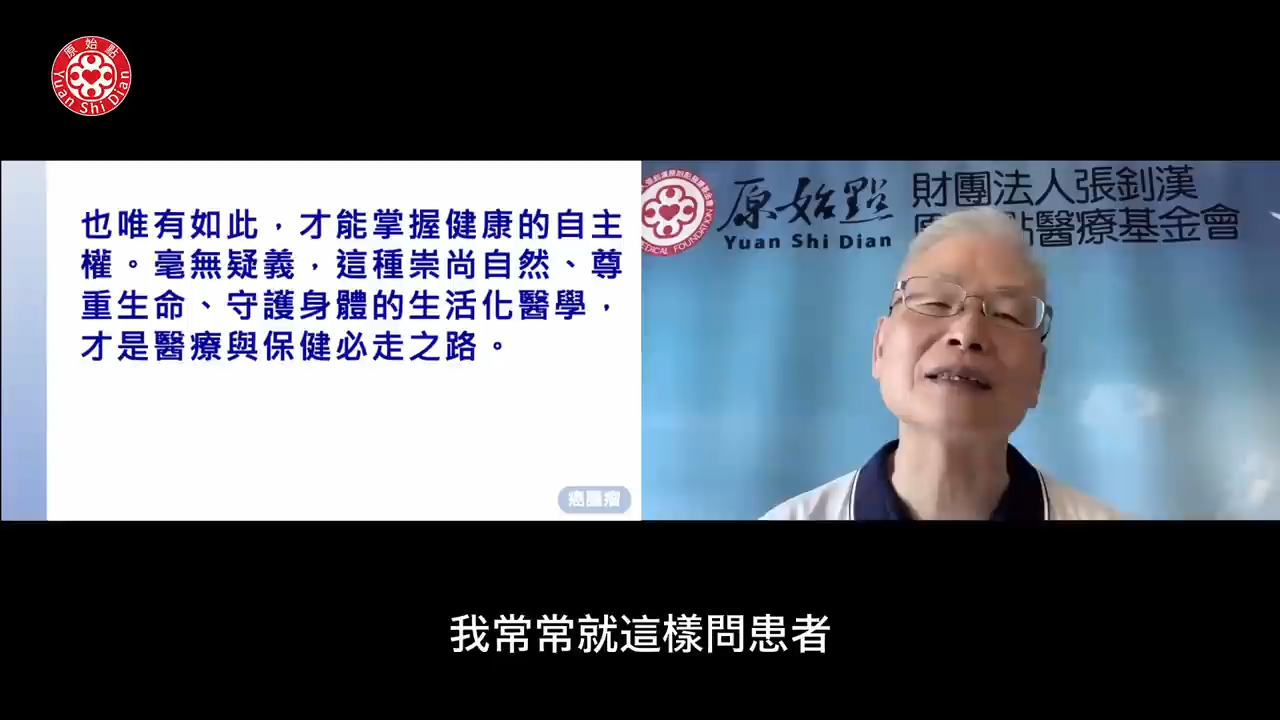 原始點
Yuan Shi Dian
也唯有如此，才能掌握健康的自主
權。毫無疑義，這種崇尚自然、尊
重生命、守護身體的生活化醫學，
才是醫療與保健必走之路。
癌腫瘤
原始點
Yuan Shi Dian
財團法人張釗漢
點醫療基金會
我常常就這樣問患者